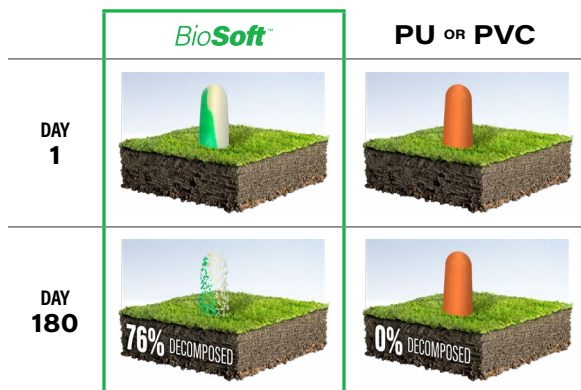 BioSoft™
PU OR PVC
DAY
1
DAY
180
76% DECOMPOSED
0% DECOMPOSED